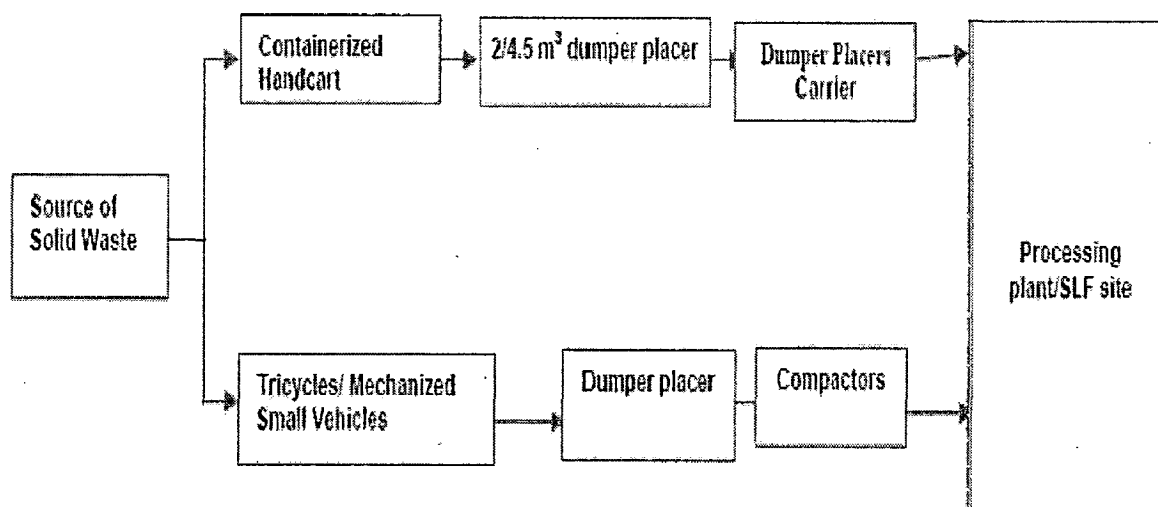 Containerized
Handcart
2/4.5 m³ dumper placer
Dumper Placers
Carrier
Source of
Solid Waste
Processing
plant/SLF site
Tricycles/ Mechanized
Small Vehicles
Dumper placer
Compactors